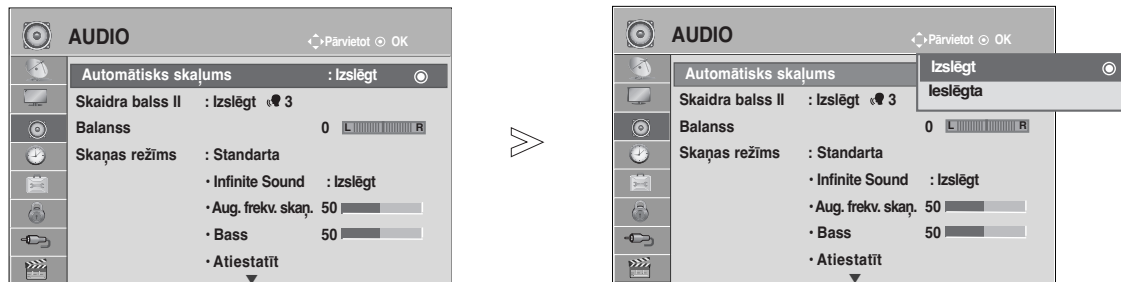 AUDIO
Pārvietot OK
Automātisks skaļums : Izslēgt
Skaidra balss II : Izslēgt 3
Balanss 0 L R
Skaņas režīms : Standarta
• Infinite Sound : Izslēgt
• Aug. frekv. skaņ. 50
• Bass 50
• Atiestatīt
AUDIO
Pārvietot OK
Automātisks skaļums
Izslēgt
Ieslēgta
Skaidra balss II : Izslēgt 3
Balanss 0 L R
Skaņas režīms : Standarta
• Infinite Sound : Izslēgt
• Aug. frekv. skaņ. 50
• Bass 50
• Atiestatīt